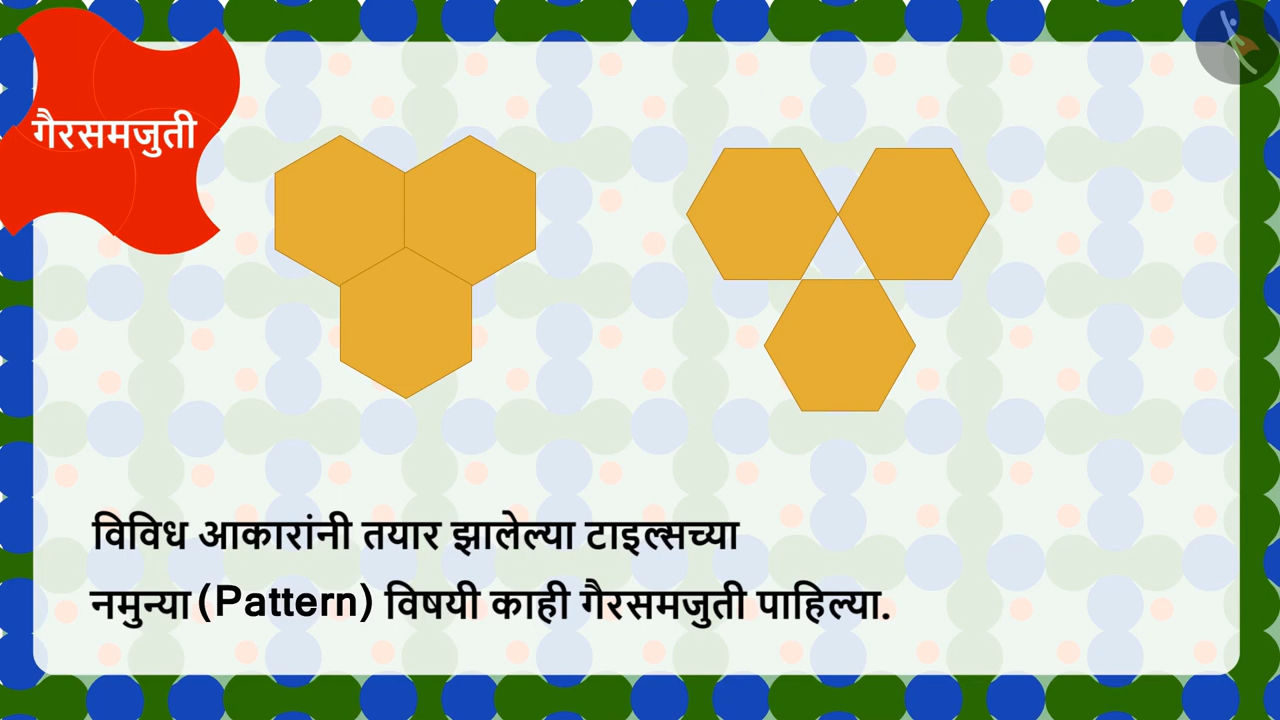 गैरसमजुती
विविध आकारांनी तयार झालेल्या टाइल्सच्या
नमुन्या (Pattern) विषयी काही गैरसमजुती पाहिल्या.